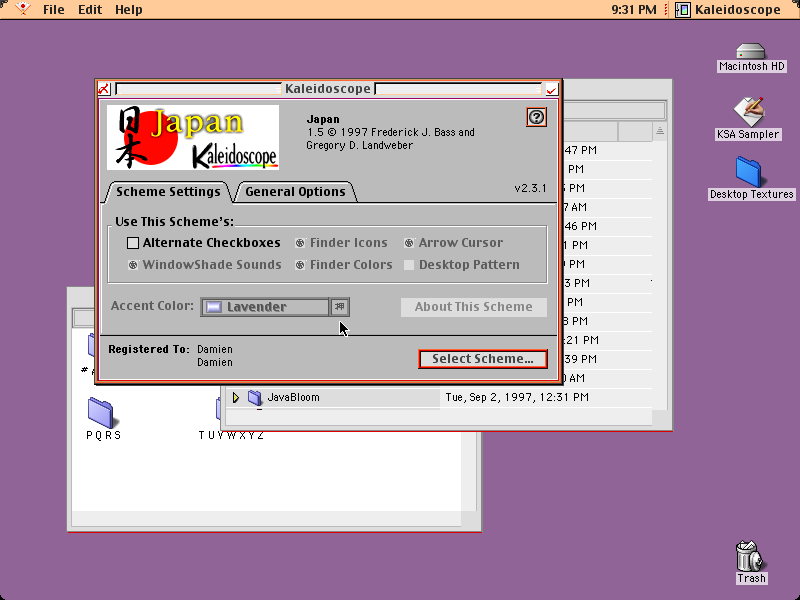 File Edit Help 9:31 PM Kaleidoscope
Macintosh HD
KSA Sampler
Desktop Textures
Trash
Kaleidoscope
日本 Japan
Kaleidoscope
Japan
1.5 © 1997 Frederick J. Bass and
Gregory D. Landweber
v2.3.1
Scheme Settings General Options
Use This Scheme's:
Alternate Checkboxes Finder Icons Arrow Cursor
WindowShade Sounds Finder Colors Desktop Pattern
Accent Color: Lavender About This Scheme
Registered To: Damien
Damien
Select Scheme...
:47 PM
PM
PM
7 AM
:46 PM
1 PM
PM
3 PM
PM
8 PM
:21 PM
:39 PM
0 AM
JavaBloom Tue, Sep 2, 1997, 12:31 PM
PQRS TUVWXYZ